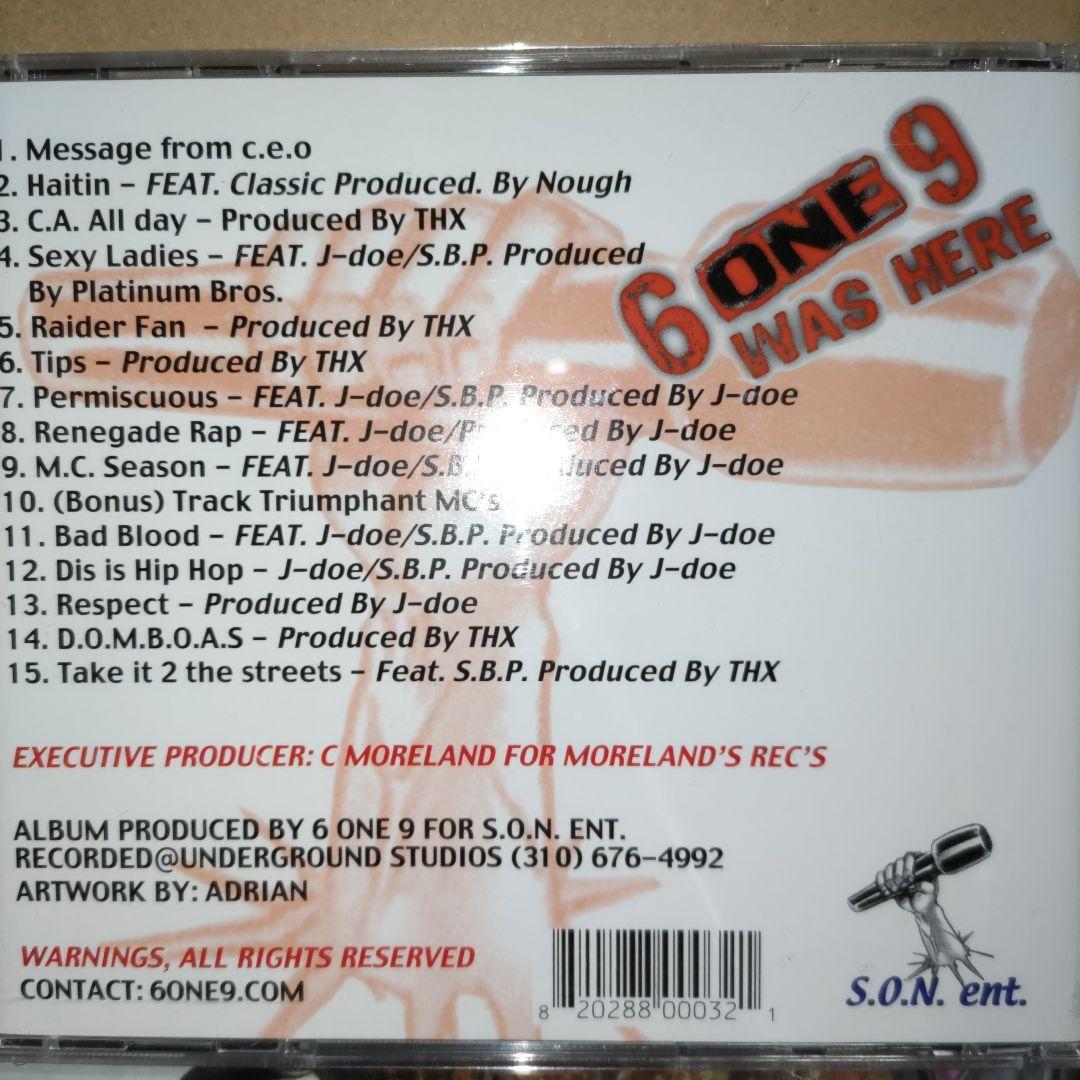 1. Message from c.e.o
2. Haitin – FEAT. Classic Produced. By Nough
3. C.A. All day – Produced By THX
4. Sexy Ladies – FEAT. J-doe/S.B.P. Produced
By Platinum Bros.
5. Raider Fan – Produced By THX
6. Tips – Produced By THX
7. Permiscuous – FEAT. J-doe/S.B.P. Produced By J-doe
8. Renegade Rap – FEAT. J-doe/ By J-doe
9. M.C. Season – FEAT. J-doe/ By J-doe
10. (Bonus) Track Triumphant MC's
11. Bad Blood – FEAT. J-doe/S.B.P. Produced By J-doe
12. Dis is Hip Hop – J-doe/S.B.P. Produced By J-doe
13. Respect – Produced By J-doe
14. D.O.M.B.O.A.S – Produced By THX
15. Take it 2 the streets – Feat. S.B.P. Produced By THX
6 ONE 9
WAS HERE
EXECUTIVE PRODUCER: C MORELAND FOR MORELAND'S REC'S
ALBUM PRODUCED BY 6 ONE 9 FOR S.O.N. ENT.
RECORDED@UNDERGROUND STUDIOS (310) 676-4992
ARTWORK BY: ADRIAN
WARNINGS, ALL RIGHTS RESERVED
CONTACT: 6ONE9.COM
8 20288 00032 1
S.O.N. ent.